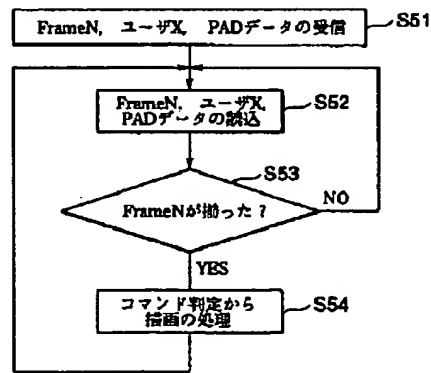 FrameN, ユーザX, PADデータの受信
S51
FrameN, ユーザX,
PADデータの読込
S52
S53
FrameNが揃った?
NO
YES
コマンド判定から
描画の処理
S54